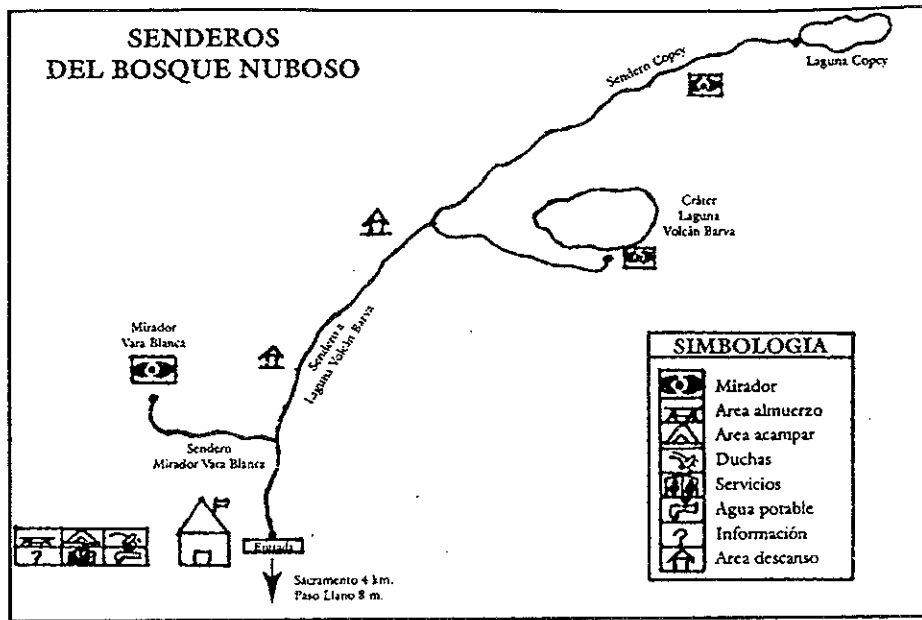 SENDEROS
DEL BOSQUE NUBOSO
Laguna Copey
Sendero Copey
Cráter
Laguna
Volcán Barva
Sendero a
Laguna Volcán Barva
Mirador
Vara Blanca
Sendero
Mirador Vara Blanca
Entrada
Sacramento 4 km.
Paso Llano 8 m.
SIMBOLOGIA
Mirador
Area almuerzo
Area acampar
Duchas
Servicios
Agua potable
? Información
Area descanso
?